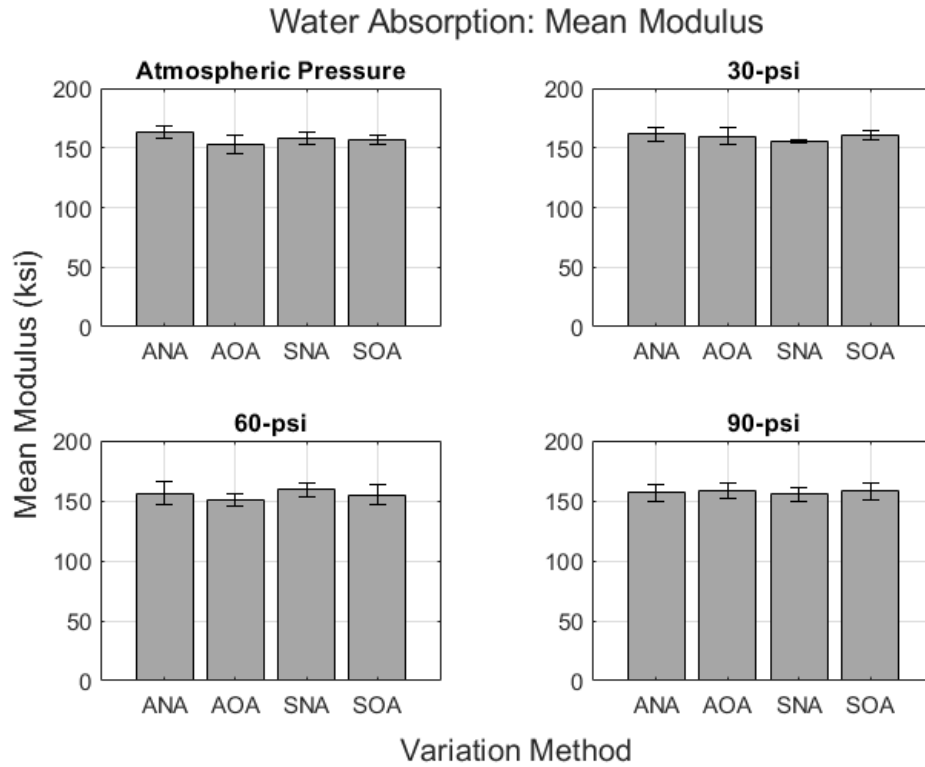 Water Absorption: Mean Modulus
Mean Modulus (ksi)
Atmospheric Pressure
200
150
100
50
0
ANA AOA SNA SOA
30-psi
200
150
100
50
0
ANA AOA SNA SOA
60-psi
200
150
100
50
0
ANA AOA SNA SOA
90-psi
200
150
100
50
0
ANA AOA SNA SOA
Variation Method